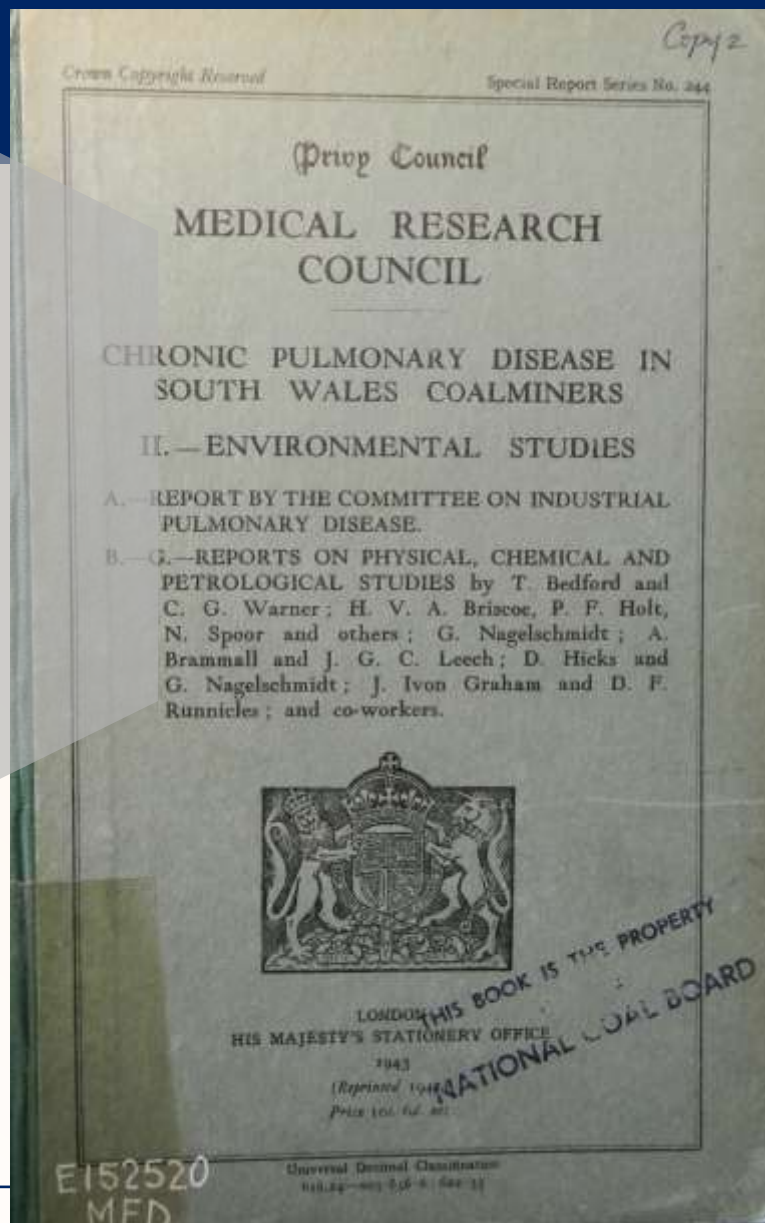 Copy 2
Crown Copyright Reserved
Special Report Series No. 244
Privy Council
MEDICAL RESEARCH
COUNCIL
CHRONIC PULMONARY DISEASE IN
SOUTH WALES COALMINERS
II.—ENVIRONMENTAL STUDIES
A.—REPORT BY THE COMMITTEE ON INDUSTRIAL
PULMONARY DISEASE.
B.—G.—REPORTS ON PHYSICAL, CHEMICAL AND
PETROLOGICAL STUDIES by T. Bedford and
C. G. Warner; H. V. A. Briscoe, P. F. Holt,
N. Spoor and others; G. Nagelschmidt; A.
Brammall and J. G. C. Leech; D. Hicks and
G. Nagelschmidt; J. Ivon Graham and D. F.
Runnicles; and co-workers.
THIS BOOK IS THE PROPERTY
NATIONAL COAL BOARD
LONDON
HIS MAJESTY'S STATIONERY OFFICE
1943
(Reprinted
Price
Universal Decimal Classification
E152520
MED